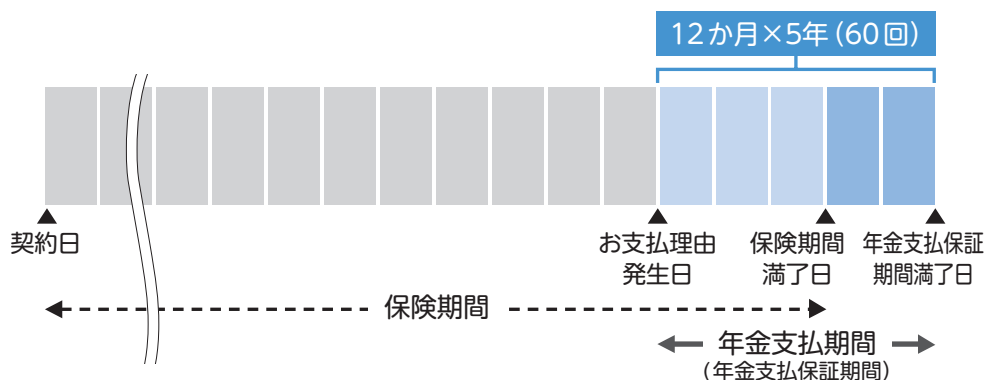 12か月×5年(60回)
契約日
お支払理由
発生日
保険期間
満了日
年金支払保証
期間満了日
保険期間
年金支払期間
(年金支払保証期間)